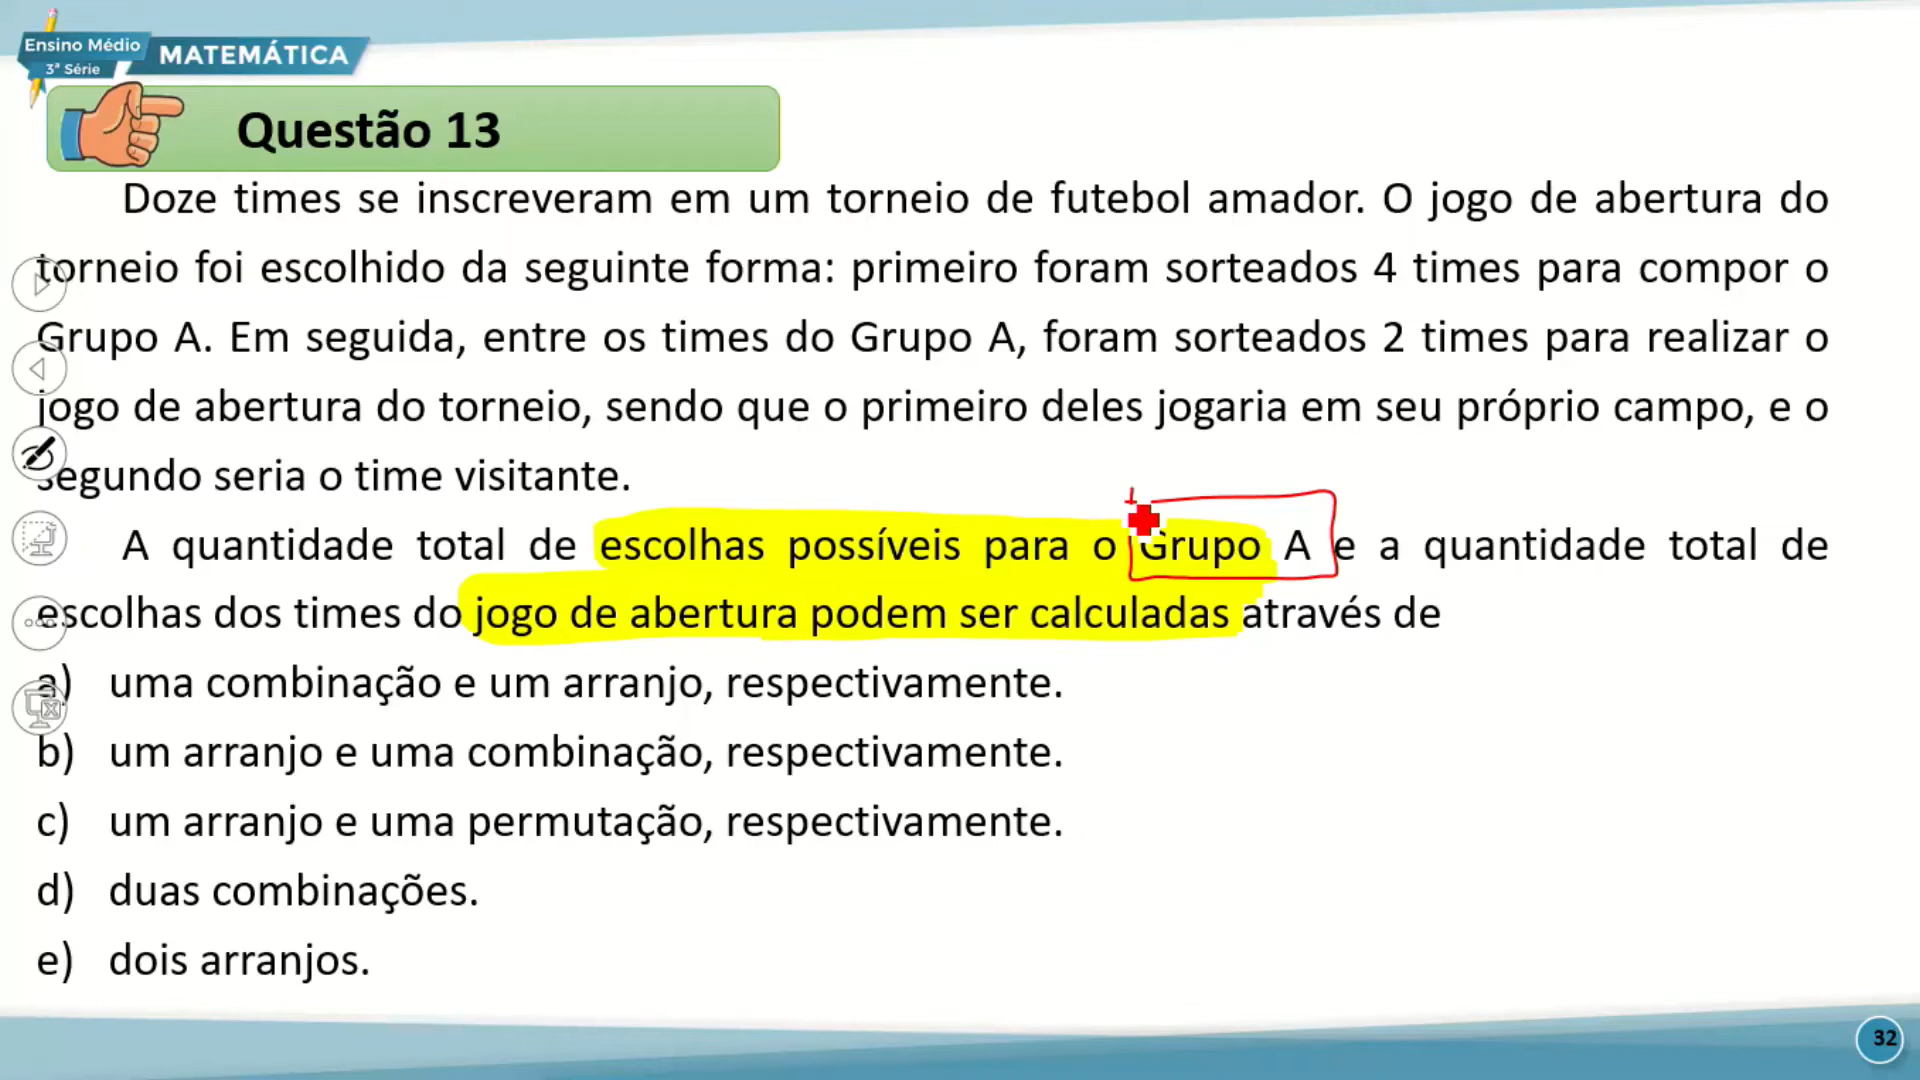 Ensino Médio
3ª Série
MATEMÁTICA
Questão 13
Doze times se inscreveram em um torneio de futebol amador. O jogo de abertura do
torneio foi escolhido da seguinte forma: primeiro foram sorteados 4 times para compor o
Grupo A. Em seguida, entre os times do Grupo A, foram sorteados 2 times para realizar o
jogo de abertura do torneio, sendo que o primeiro deles jogaria em seu próprio campo, e o
segundo seria o time visitante.
A quantidade total de escolhas possíveis para o Grupo A e a quantidade total de
escolhas dos times do jogo de abertura podem ser calculadas através de
a) uma combinação e um arranjo, respectivamente.
b) um arranjo e uma combinação, respectivamente.
c) um arranjo e uma permutação, respectivamente.
d) duas combinações.
e) dois arranjos.
32